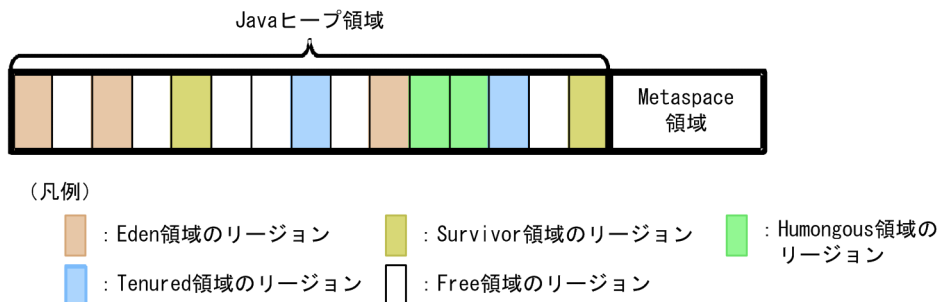 Javaヒープ領域
Metaspace
領域
（凡例）
：Eden領域のリージョン
：Survivor領域のリージョン
：Humongous領域の
リージョン
：Tenured領域のリージョン
：Free領域のリージョン